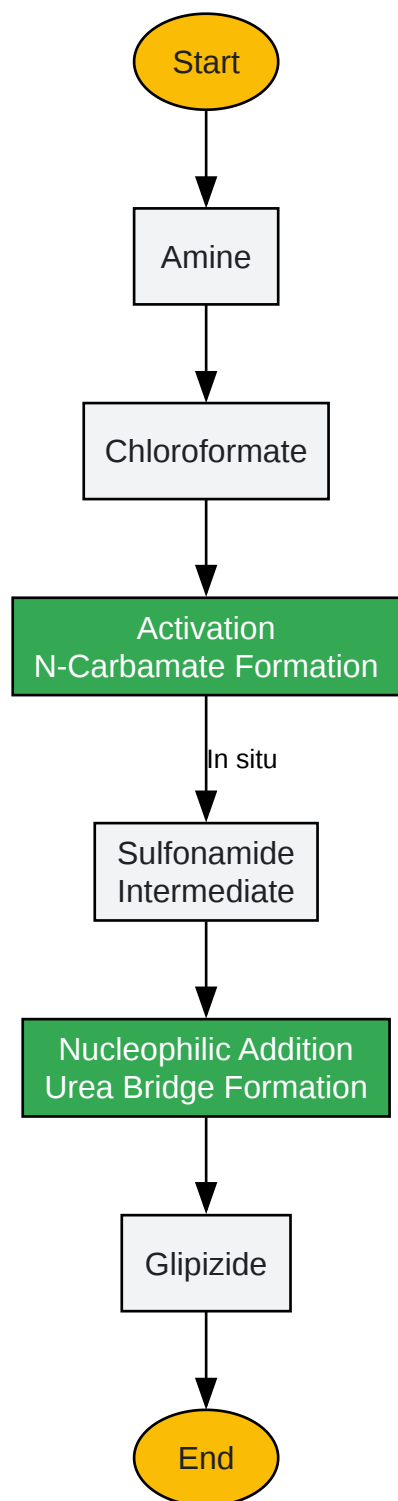 Start
Amine
Chloroformate
Activation
N-Carbamate Formation
In situ
Sulfonamide
Intermediate
Nucleophilic Addition
Urea Bridge Formation
Glipizide
End